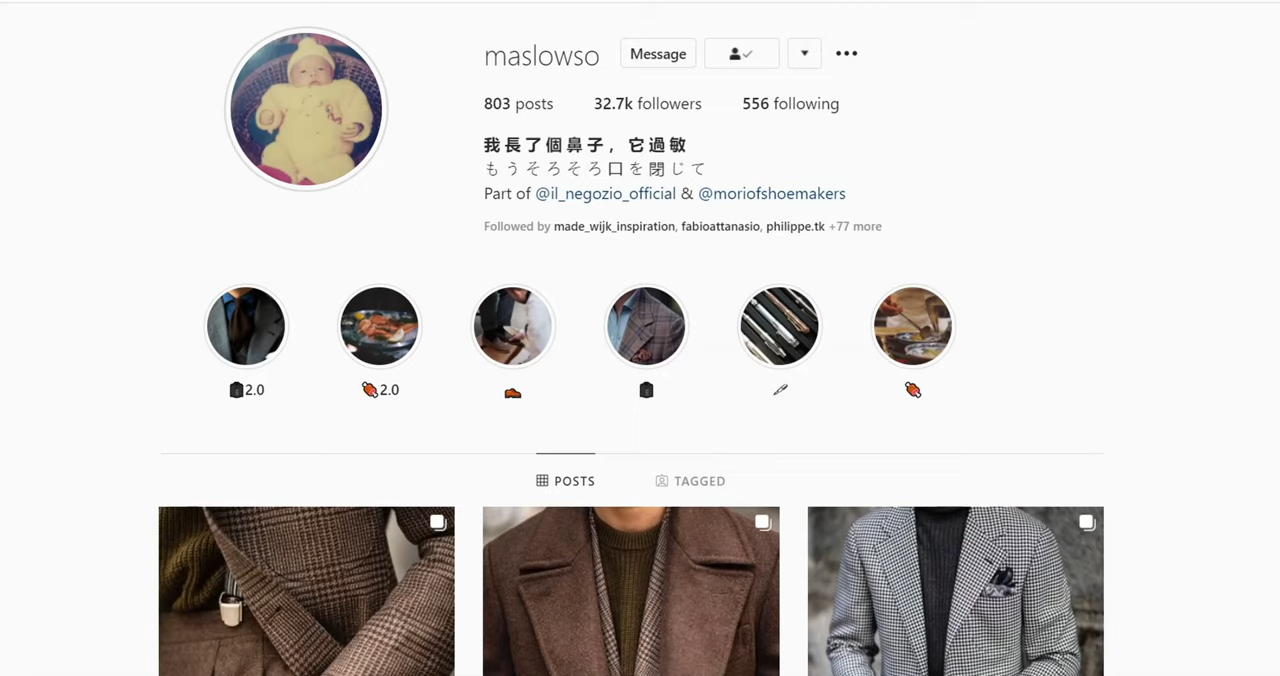 maslowso Message
803 posts 32.7k followers 556 following
我長了個鼻子，它過敏
もうそろそろ口を閉じて
Part of @il_negozio_official & @moriofshoemakers
Followed by made_wijk_inspiration, fabioattanasio, philippe.tk +77 more
2.0 2.0
POSTS TAGGED